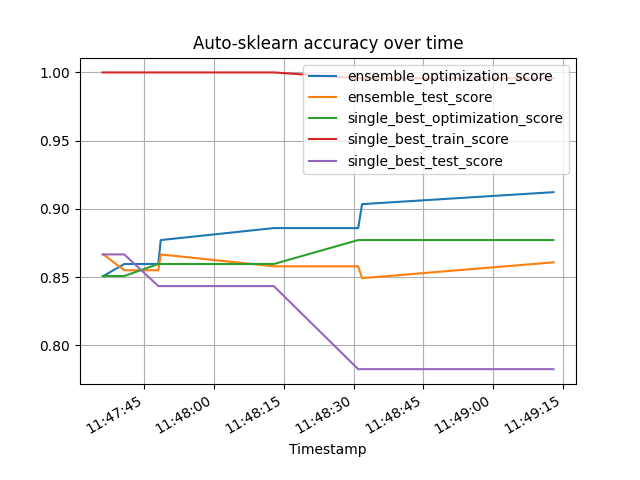 Auto-sklearn accuracy over time
1.00
0.95
0.90
0.85
0.80
ensemble_optimization_score
ensemble_test_score
single_best_optimization_score
single_best_train_score
single_best_test_score
11:47:45
11:48:00
11:48:15
11:48:30
11:48:45
11:49:00
11:49:15
Timestamp